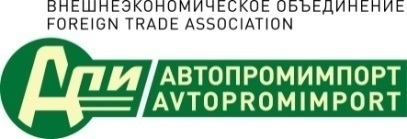 ВНЕШНЕЭКОНОМИЧЕСКОЕ ОБЪЕДИНЕНИЕ
FOREIGN TRADE ASSOCIATION
Апи
АВТОПРОМИМПОРТ
AVTOPROMIMPORT